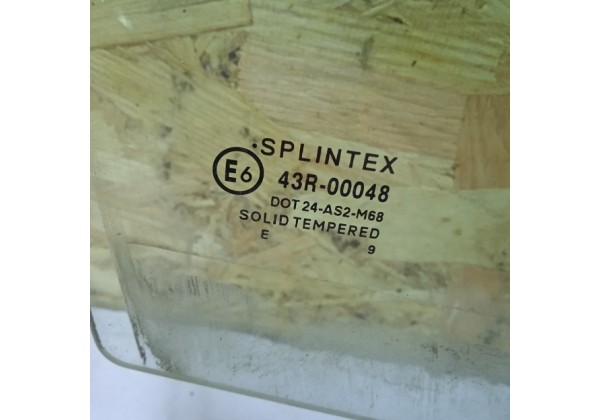 SPLINTEX
E6 43R-00048
DOT 24-AS2-M68
SOLID TEMPERED
E 9